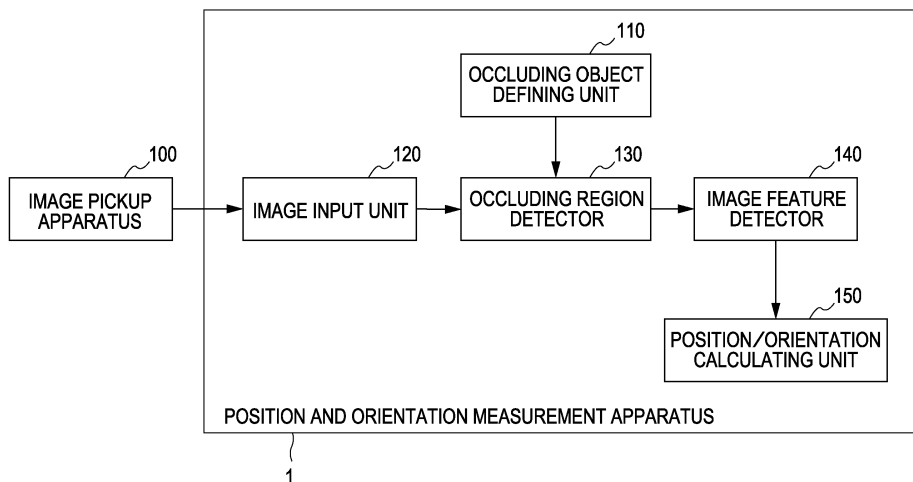 110
OCCLUDING OBJECT
DEFINING UNIT
100
IMAGE PICKUP
APPARATUS
120
IMAGE INPUT UNIT
130
OCCLUDING REGION
DETECTOR
140
IMAGE FEATURE
DETECTOR
150
POSITION/ORIENTATION
CALCULATING UNIT
POSITION AND ORIENTATION MEASUREMENT APPARATUS
1